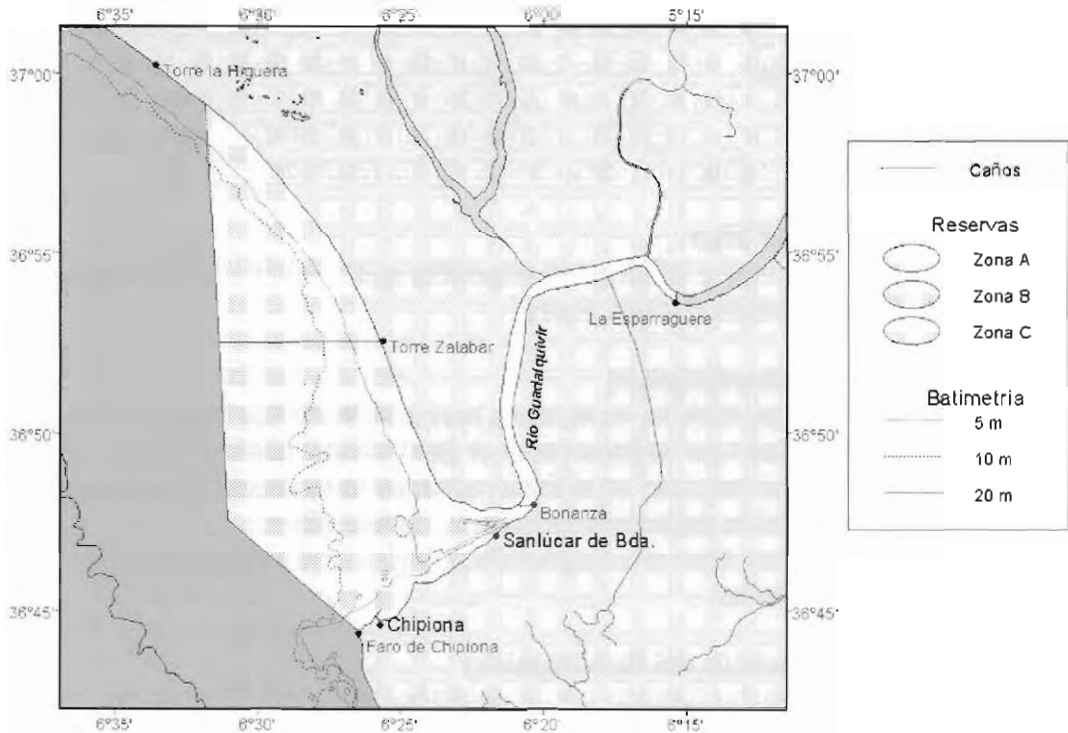 6°35' 6°25' 6°00' 6°15'
37°00' 37°00'
Torre la Higuera
Caños
Reservas
36°55' 36°55'
Zona A
Zona B
La Esparraguera
Zona C
Torre Zalabar
Río Guadalquivir
Batimetria
5 m
36°50' 36°50'
10 m
20 m
Bonanza
Sanlúcar de Bda.
36°45' 36°45'
Chipiona
Faro de Chipiona
6°35' 6°30' 6°25' 6°20' 6°15'